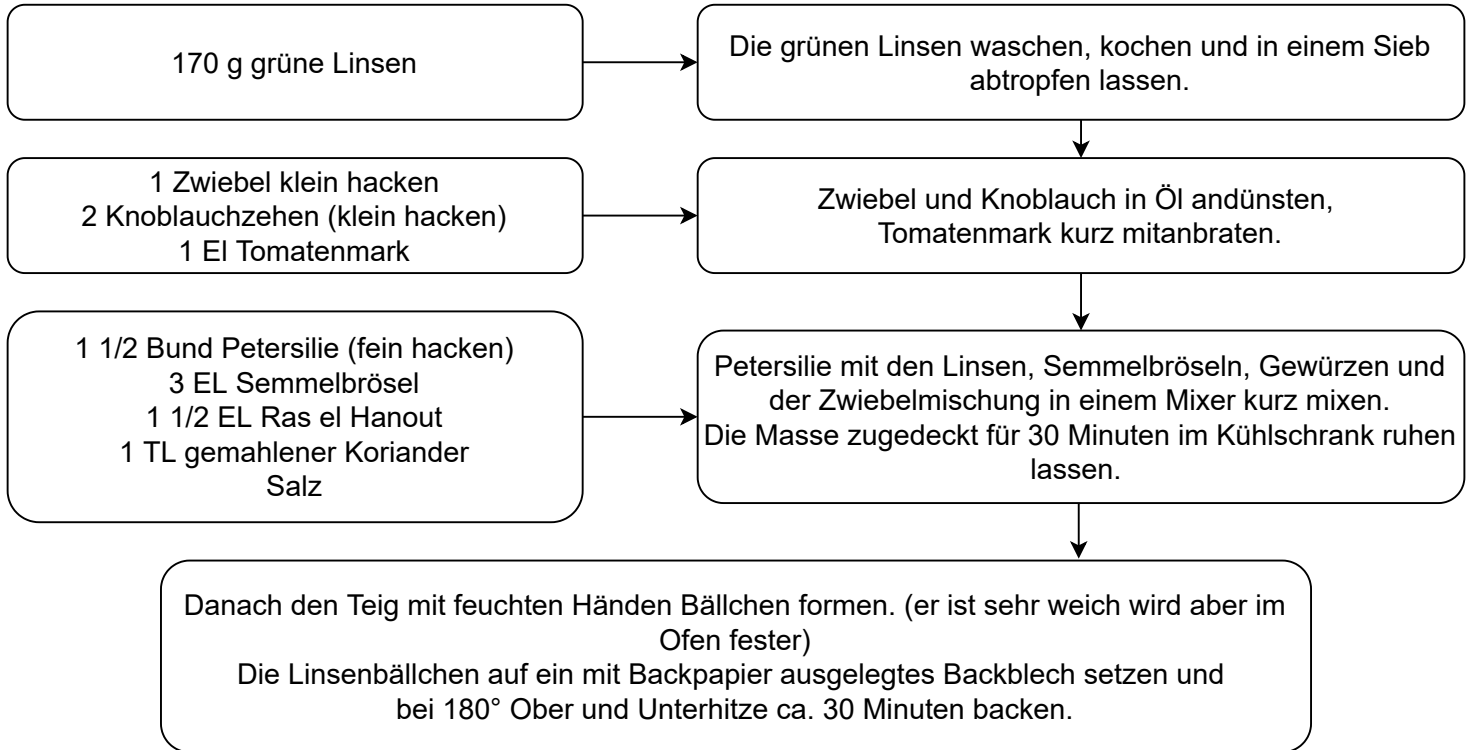 170 g grüne Linsen
Die grünen Linsen waschen, kochen und in einem Sieb
abtropfen lassen.
1 Zwiebel klein hacken
2 Knoblauchzehen (klein hacken)
1 El Tomatenmark
Zwiebel und Knoblauch in Öl andünsten,
Tomatenmark kurz mitanbraten.
1 1/2 Bund Petersilie (fein hacken)
3 EL Semmelbrösel
1 1/2 EL Ras el Hanout
1 TL gemahlener Koriander
Salz
Petersilie mit den Linsen, Semmelbröseln, Gewürzen und
der Zwiebelmischung in einem Mixer kurz mixen.
Die Masse zugedeckt für 30 Minuten im Kühlschrank ruhen
lassen.
Danach den Teig mit feuchten Händen Bällchen formen. (er ist sehr weich wird aber im
Ofen fester)
Die Linsenbällchen auf ein mit Backpapier ausgelegtes Backblech setzen und
bei 180° Ober und Unterhitze ca. 30 Minuten backen.